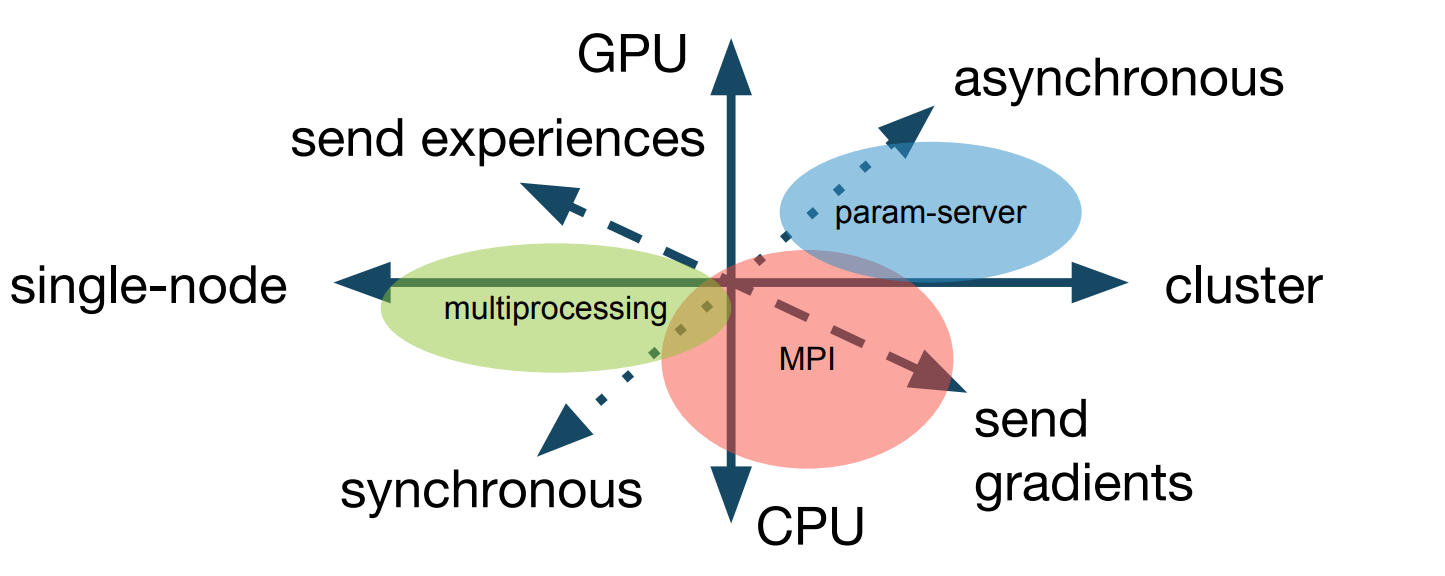 GPU
asynchronous
send experiences
param-server
single-node
cluster
multiprocessing
MPI
send
gradients
synchronous
CPU